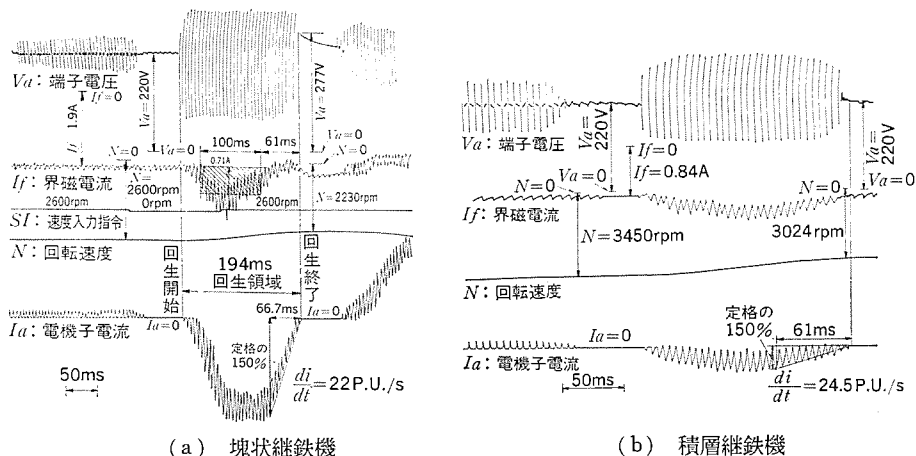 Va：端子電圧
If=0
1.9A
If
Va=220V
Va=277V
N=0
Va=0
100ms
61ms
0.71A
Va=0
N=0
If：界磁電流
N=
2600rpm
0rpm
2600rpm
2600rpm
N=2230rpm
SI：速度入力指令
N：回転速度
回生開始
194ms
回生領域
回生終了
Ia：電機子電流
Ia=0
66.7ms
Ia=0
定格の
150%
50ms
di/dt=22P.U./s
(a) 塊状継鉄機
Va：端子電圧
Va=
220V
If=0
If=0.84A
Va=
220V
N=0
Va=0
N=0
Va=0
If：界磁電流
N=3450rpm
3024rpm
N：回転速度
定格の
150%
61ms
Ia=0
Ia：電機子電流
50ms
di/dt=24.5P.U./s
(b) 積層継鉄機